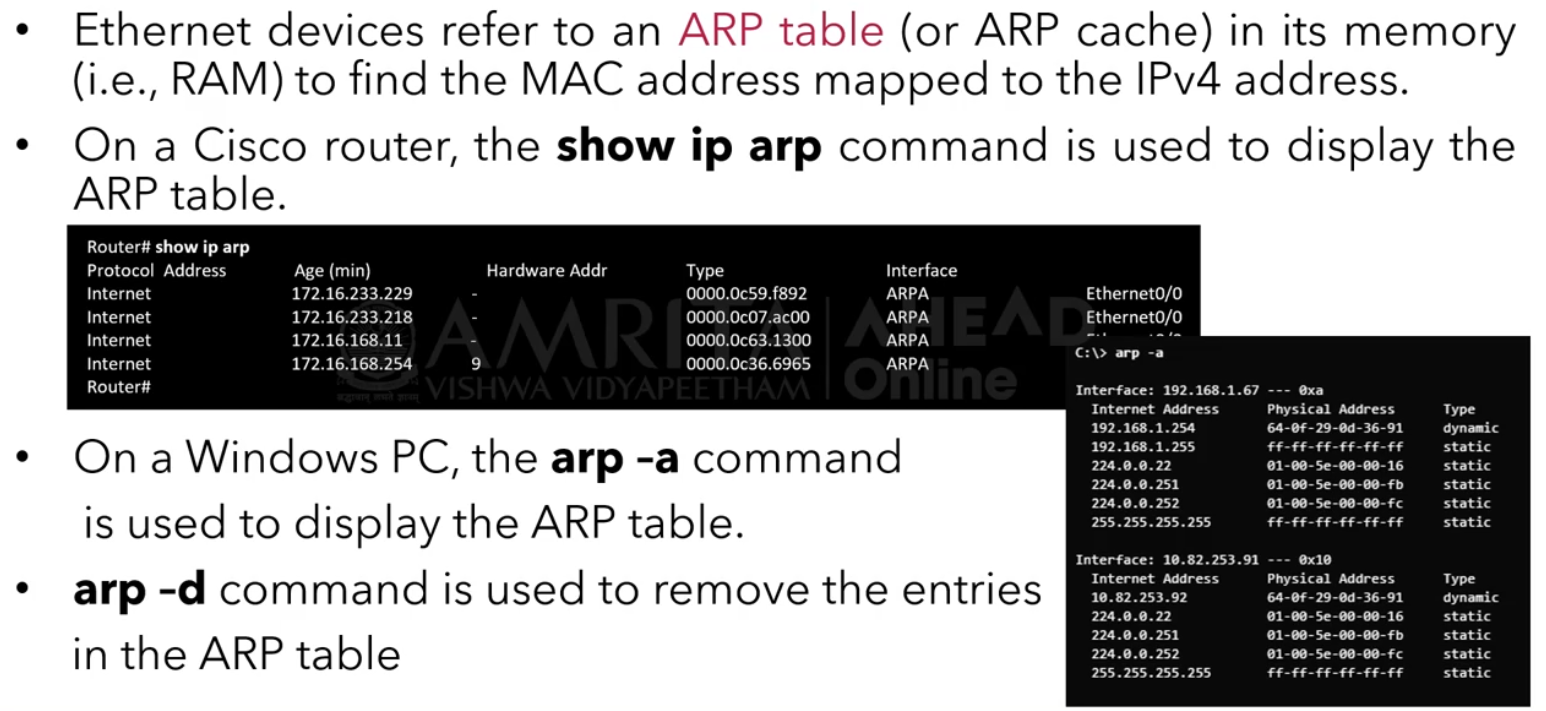 • Ethernet devices refer to an ARP table (or ARP cache) in its memory
(i.e., RAM) to find the MAC address mapped to the IPv4 address.
• On a Cisco router, the show ip arp command is used to display the
ARP table.
Router# show ip arp
Protocol Address Age (min) Hardware Addr Type Interface
Internet 172.16.233.229 - 0000.0c59.f892 ARPA Ethernet0/0
Internet 172.16.233.218 - 0000.0c07.ac00 ARPA Ethernet0/0
Internet 172.16.168.11 - 0000.0c63.1300 ARPA
Internet 172.16.168.254 9 0000.0c36.6965 ARPA
Router#
AMRITA AHEAD
VISHWA VIDYAPEETHAM Online
• On a Windows PC, the arp –a command
is used to display the ARP table.
• arp –d command is used to remove the entries
in the ARP table
C:\> arp -a
Interface: 192.168.1.67 --- 0xa
Internet Address Physical Address Type
192.168.1.254 64-0f-29-0d-36-91 dynamic
192.168.1.255 ff-ff-ff-ff-ff-ff static
224.0.0.22 01-00-5e-00-00-16 static
224.0.0.251 01-00-5e-00-00-fb static
224.0.0.252 01-00-5e-00-00-fc static
255.255.255.255 ff-ff-ff-ff-ff-ff static
Interface: 10.82.253.91 --- 0x10
Internet Address Physical Address Type
10.82.253.92 64-0f-29-0d-36-91 dynamic
224.0.0.22 01-00-5e-00-00-16 static
224.0.0.251 01-00-5e-00-00-fb static
224.0.0.252 01-00-5e-00-00-fc static
255.255.255.255 ff-ff-ff-ff-ff-ff static